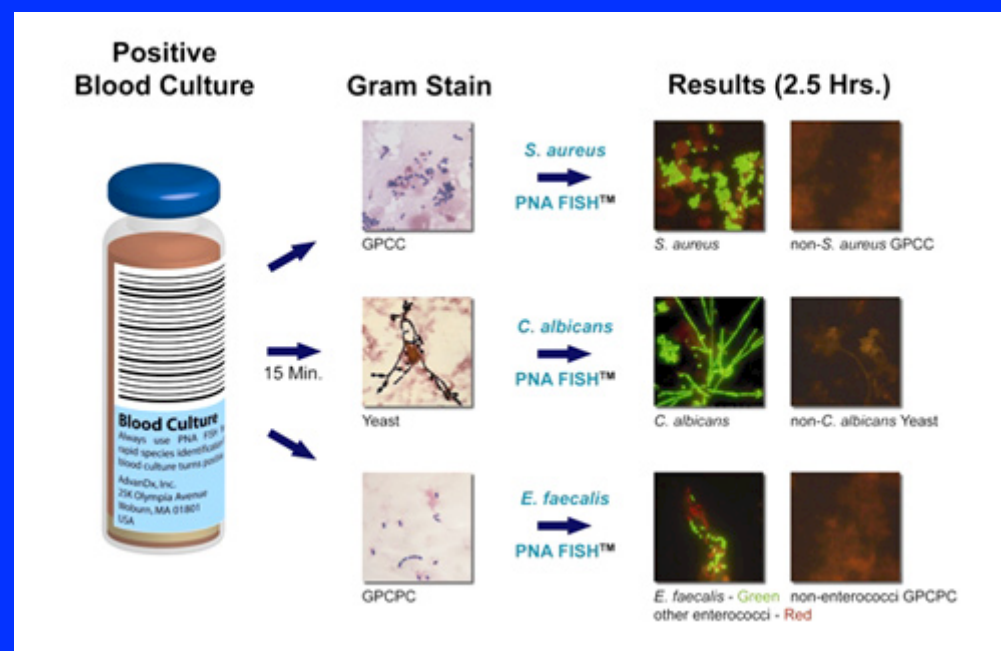 Positive
Blood Culture
Gram Stain
Results (2.5 Hrs.)
S. aureus
PNA FISH™
GPCC
S. aureus
non-S. aureus GPCC
15 Min.
C. albicans
PNA FISH™
Yeast
C. albicans
non-C. albicans Yeast
Blood Culture
Always use PNA FISH
rapid species identification
blood culture turns positive
AdvanDx, Inc.
25K Olympia Avenue
Woburn, MA 01801
USA
E. faecalis
PNA FISH™
GPCPC
E. faecalis - Green
other enterococci - Red
non-enterococci GPCPC